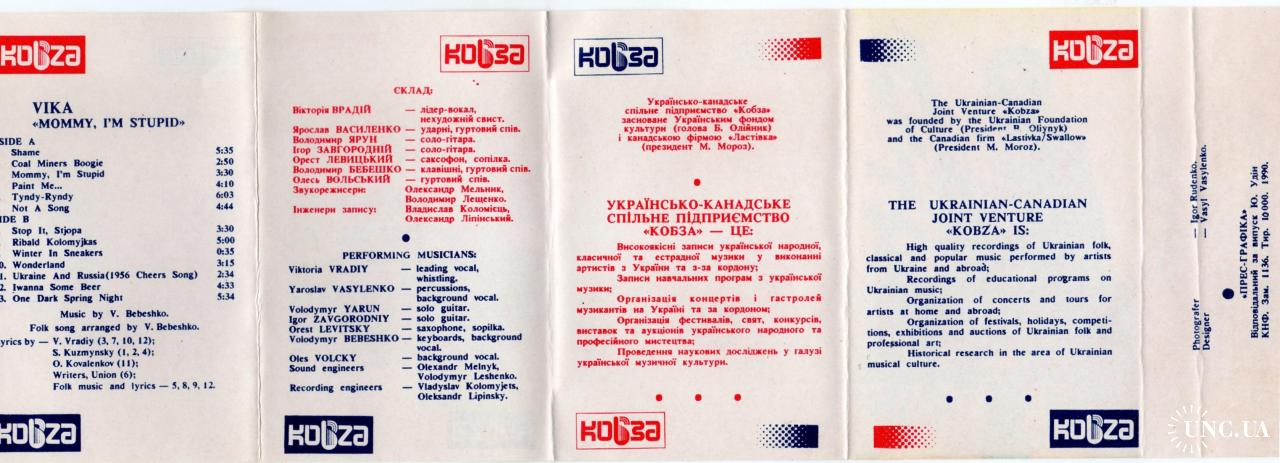 КОБZA
VIKA
«MOMMY, I'M STUPID»
SIDE A
Shame 5:35
Coal Miners Boogie 2:50
Mommy, I'm Stupid 3:30
Paint Me... 4:10
Tyndy-Ryndy 6:03
Not A Song 4:44
IDE B
Stop It, Stjopa 3:30
Ribald Kolomyjkas 5:00
Winter In Sneakers 0:35
0. Wonderland 3:15
1. Ukraine And Russia(1956 Cheers Song) 2:34
2. Iwanna Some Beer 4:33
3. One Dark Spring Night 5:34
Music by V. Bebeshko.
Folk song arranged by V. Bebeshko.
yrics by — V. Vradiy (3, 7, 10, 12);
S. Kuzmynsky (1, 2, 4);
O. Kovalenkov (11);
Writers, Union (6);
Folk music and lyrics — 5, 8, 9, 12.
КОБZA
КОБЗА
СКЛАД:
Вікторія ВРАДІЙ — лідер-вокал,
нехудожній свист.
Ярослав ВАСИЛЕНКО — ударні, гуртовий спів.
Володимир ЯРУН — соло-гітара.
Ігор ЗАВГОРОДНІЙ — соло-гітара.
Орест ЛЕВИЦЬКИЙ — саксофон, сопілка.
Володимир БЕБЕШКО — клавішні, гуртовий спів.
Олесь ВОЛЬСЬКИЙ — гуртовий спів.
Звукорежисери: Олександр Мельник,
Володимир Лещенко.
Інженери запису: Владислав Коломієць,
Олександр Ліпінський.
PERFORMING MUSICIANS:
Viktoria VRADIY — leading vocal,
whistling.
Yaroslav VASYLENKO — percussions,
background vocal.
Volodymyr YARUN — solo guitar.
Igor ZAVGORODNIY — solo guitar.
Orest LEVITSKY — saxophone, sopilka.
Volodymyr BEBESHKO — keyboards, background
vocal.
Oles VOLCKY — background vocal.
Sound engineers — Olexandr Melnyk,
Volodymyr Leshenko.
Recording engineers — Vladyslav Kolomyjets,
Oleksandr Lipinsky.
КОБZA
КОБЗА
Українсько-канадське
спільне підприємство «Кобза»
засноване Українським фондом
культури (голова Б. Олійник)
і канадською фірмою «Ластівка»
(президент М. Мороз).
УКРАЇНСЬКО-КАНАДСЬКЕ
СПІЛЬНЕ ПІДПРИЄМСТВО
«КОБЗА» — ЦЕ:
Високоякісні записи української народної,
класичної та естрадної музики у виконанні
артистів з України та з-за кордону;
Записи навчальних програм з української
музики;
Організація концертів і гастролей
музикантів на Україні та за кордоном;
Організація фестивалів, свят, конкурсів,
виставок та аукціонів українського народного та
професійного мистецтва;
Проведення наукових досліджень у галузі
української музичної культури.
КОБЗА
КОБZA
The Ukrainian-Canadian
Joint Venture «Kobza»
was founded by the Ukrainian Foundation
of Culture (President B. Oliynyk)
and the Canadian firm «Lastivka/Swallow»
(President M. Moroz).
THE UKRAINIAN-CANADIAN
JOINT VENTURE
«KOBZA» IS:
High quality recordings of Ukrainian folk,
classical and popular music performed by artists
from Ukraine and abroad;
Recordings of educational programs on
Ukrainian music;
Organization of concerts and tours for
artists at home and abroad;
Organization of festivals, holidays, competi-
tions, exhibitions and auctions of Ukrainian folk and
professional art;
Historical research in the area of Ukrainian
musical culture.
КОБZA
Photografer — Igor Rudenko.
Designer — Vasyl Vasylenko.
«ПРЕС-ГРАФІКА»
Відповідальний за випуск Ю. Удін
КНФ. Зам. 1136. Тир. 10 000. 1990.
UNC.UA